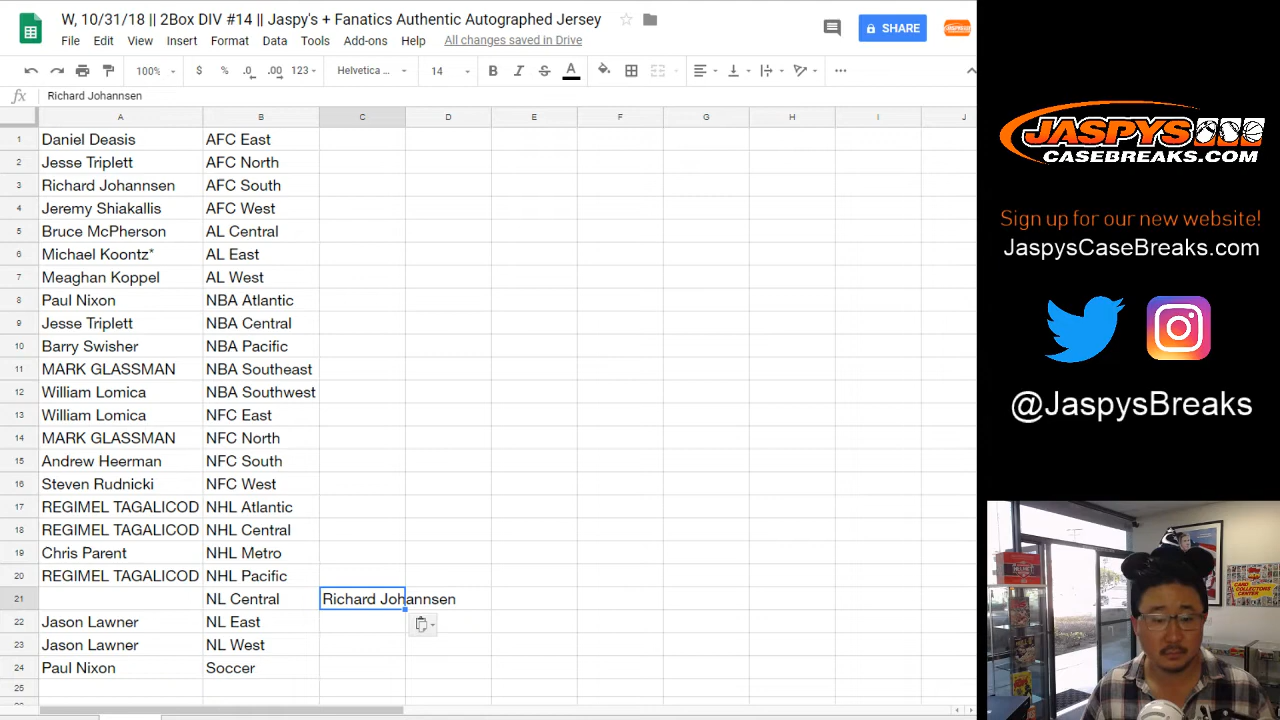 W, 10/31/18 || 2Box DIV #14 || Jaspy's + Fanatics Authentic Autographed Jersey
File Edit View Insert Format Data Tools Add-ons Help All changes saved in Drive
SHARE
100% $ % .0 .00 123 Helvetica ... 14 B I S A
fx Richard Johannsen
A B C D E F G H I J
1 Daniel Deasis AFC East
2 Jesse Triplett AFC North
3 Richard Johannsen AFC South
4 Jeremy Shiakallis AFC West
5 Bruce McPherson AL Central
6 Michael Koontz* AL East
7 Meaghan Koppel AL West
8 Paul Nixon NBA Atlantic
9 Jesse Triplett NBA Central
10 Barry Swisher NBA Pacific
11 MARK GLASSMAN NBA Southeast
12 William Lomica NBA Southwest
13 William Lomica NFC East
14 MARK GLASSMAN NFC North
15 Andrew Heerman NFC South
16 Steven Rudnicki NFC West
17 REGIMEL TAGALICOD NHL Atlantic
18 REGIMEL TAGALICOD NHL Central
19 Chris Parent NHL Metro
20 REGIMEL TAGALICOD NHL Pacific
21 NL Central Richard Johannsen
22 Jason Lawner NL East
23 Jason Lawner NL West
24 Paul Nixon Soccer
25
JASPYS
CASEBREAKS.COM
Sign up for our new website!
JaspysCaseBreaks.com
@JaspysBreaks